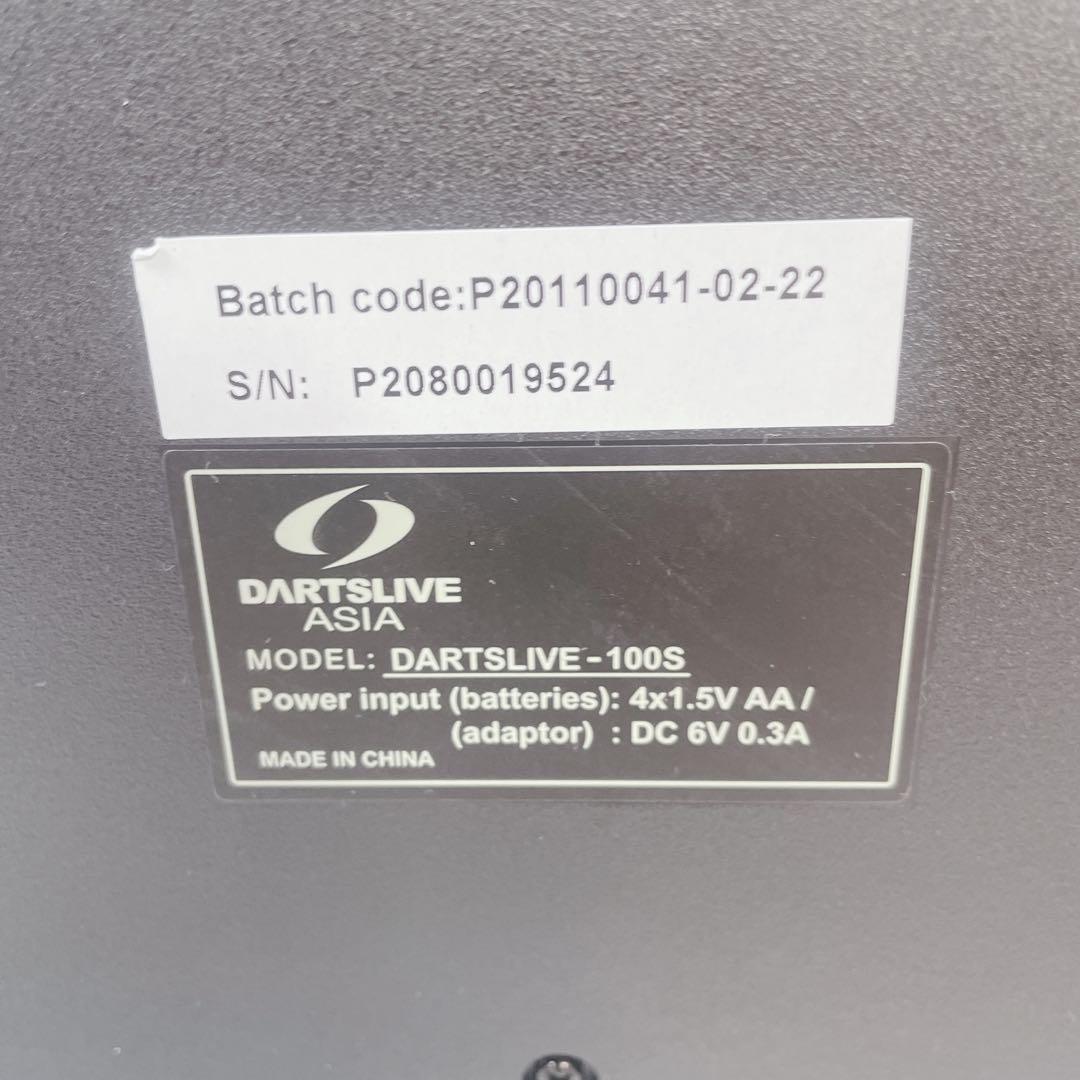 Batch code:P20110041-02-22
S/N: P2080019524
DARTSLIVE
ASIA
MODEL: DARTSLIVE-100S
Power input (batteries): 4x1.5V AA /
(adaptor) : DC 6V 0.3A
MADE IN CHINA